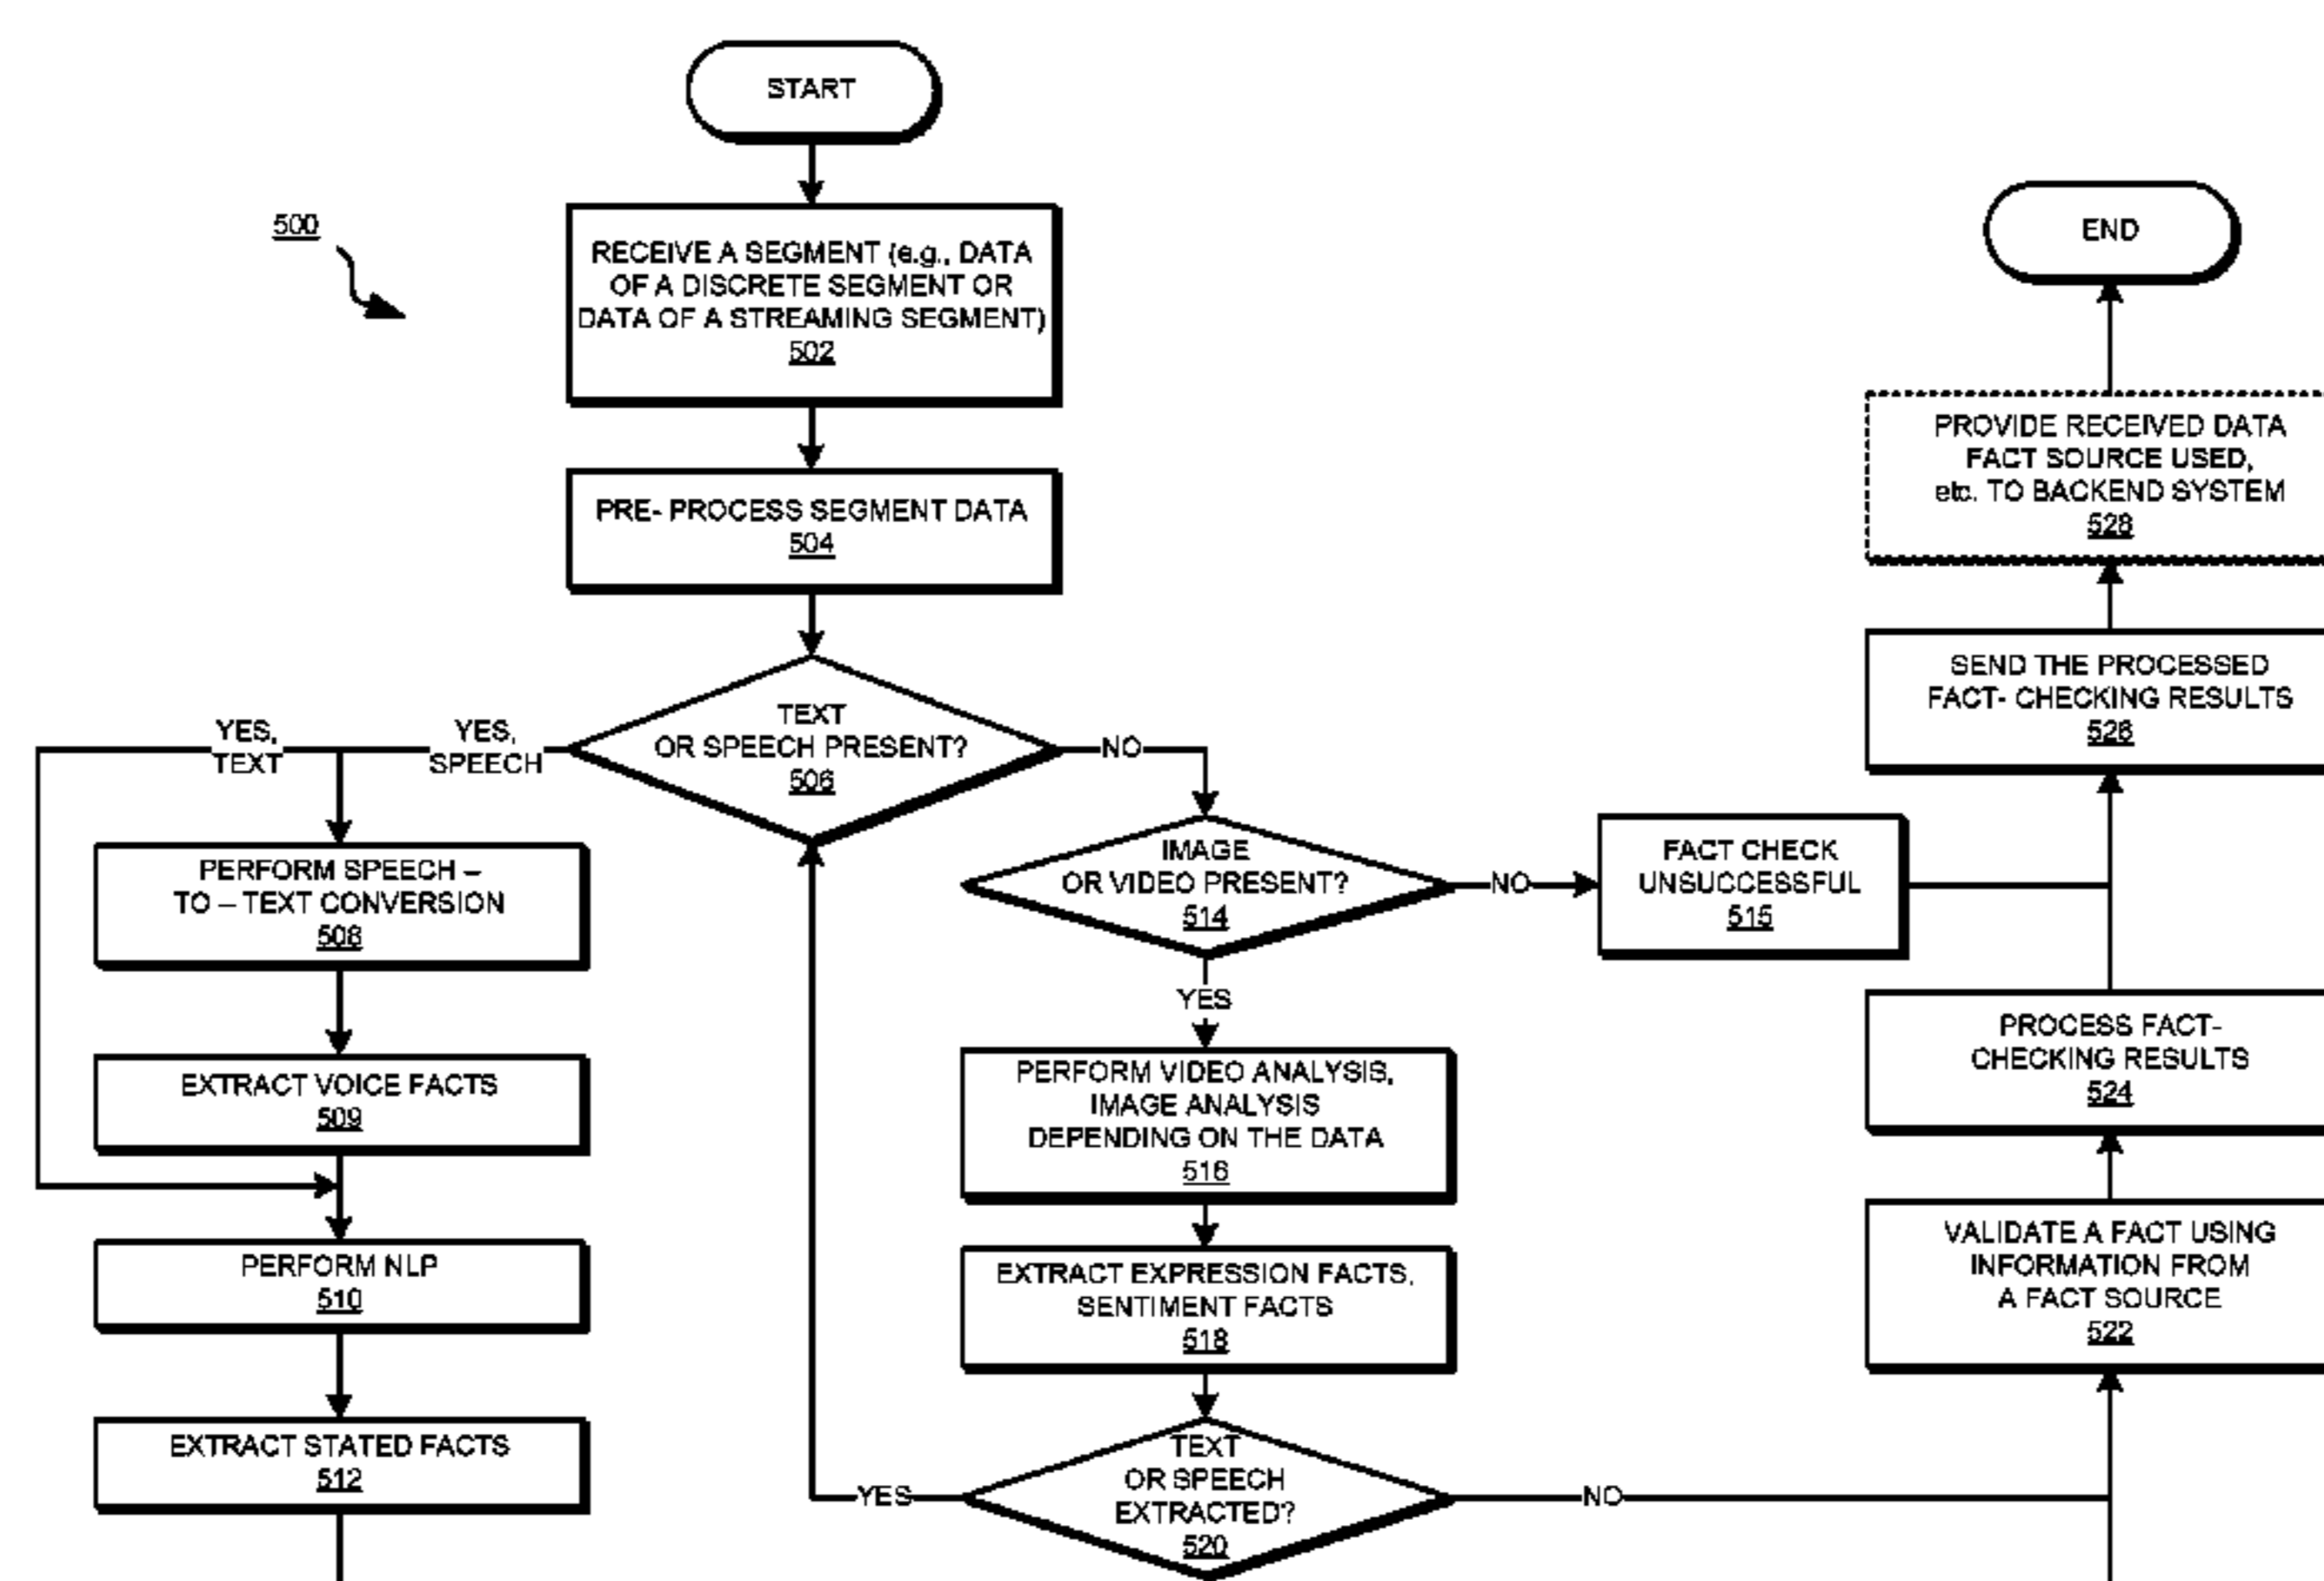 START
500
RECEIVE A SEGMENT (e.g., DATA
OF A DISCRETE SEGMENT OR
DATA OF A STREAMING SEGMENT)
502
PRE- PROCESS SEGMENT DATA
504
TEXT
OR SPEECH PRESENT?
506
YES,
TEXT
YES,
SPEECH
NO
PERFORM SPEECH –
TO – TEXT CONVERSION
508
EXTRACT VOICE FACTS
509
PERFORM NLP
510
EXTRACT STATED FACTS
512
IMAGE
OR VIDEO PRESENT?
514
NO
FACT CHECK
UNSUCCESSFUL
515
YES
PERFORM VIDEO ANALYSIS,
IMAGE ANALYSIS
DEPENDING ON THE DATA
516
EXTRACT EXPRESSION FACTS,
SENTIMENT FACTS
518
TEXT
OR SPEECH
EXTRACTED?
520
YES
NO
VALIDATE A FACT USING
INFORMATION FROM
A FACT SOURCE
522
PROCESS FACT-
CHECKING RESULTS
524
SEND THE PROCESSED
FACT- CHECKING RESULTS
526
PROVIDE RECEIVED DATA
FACT SOURCE USED,
etc. TO BACKEND SYSTEM
528
END